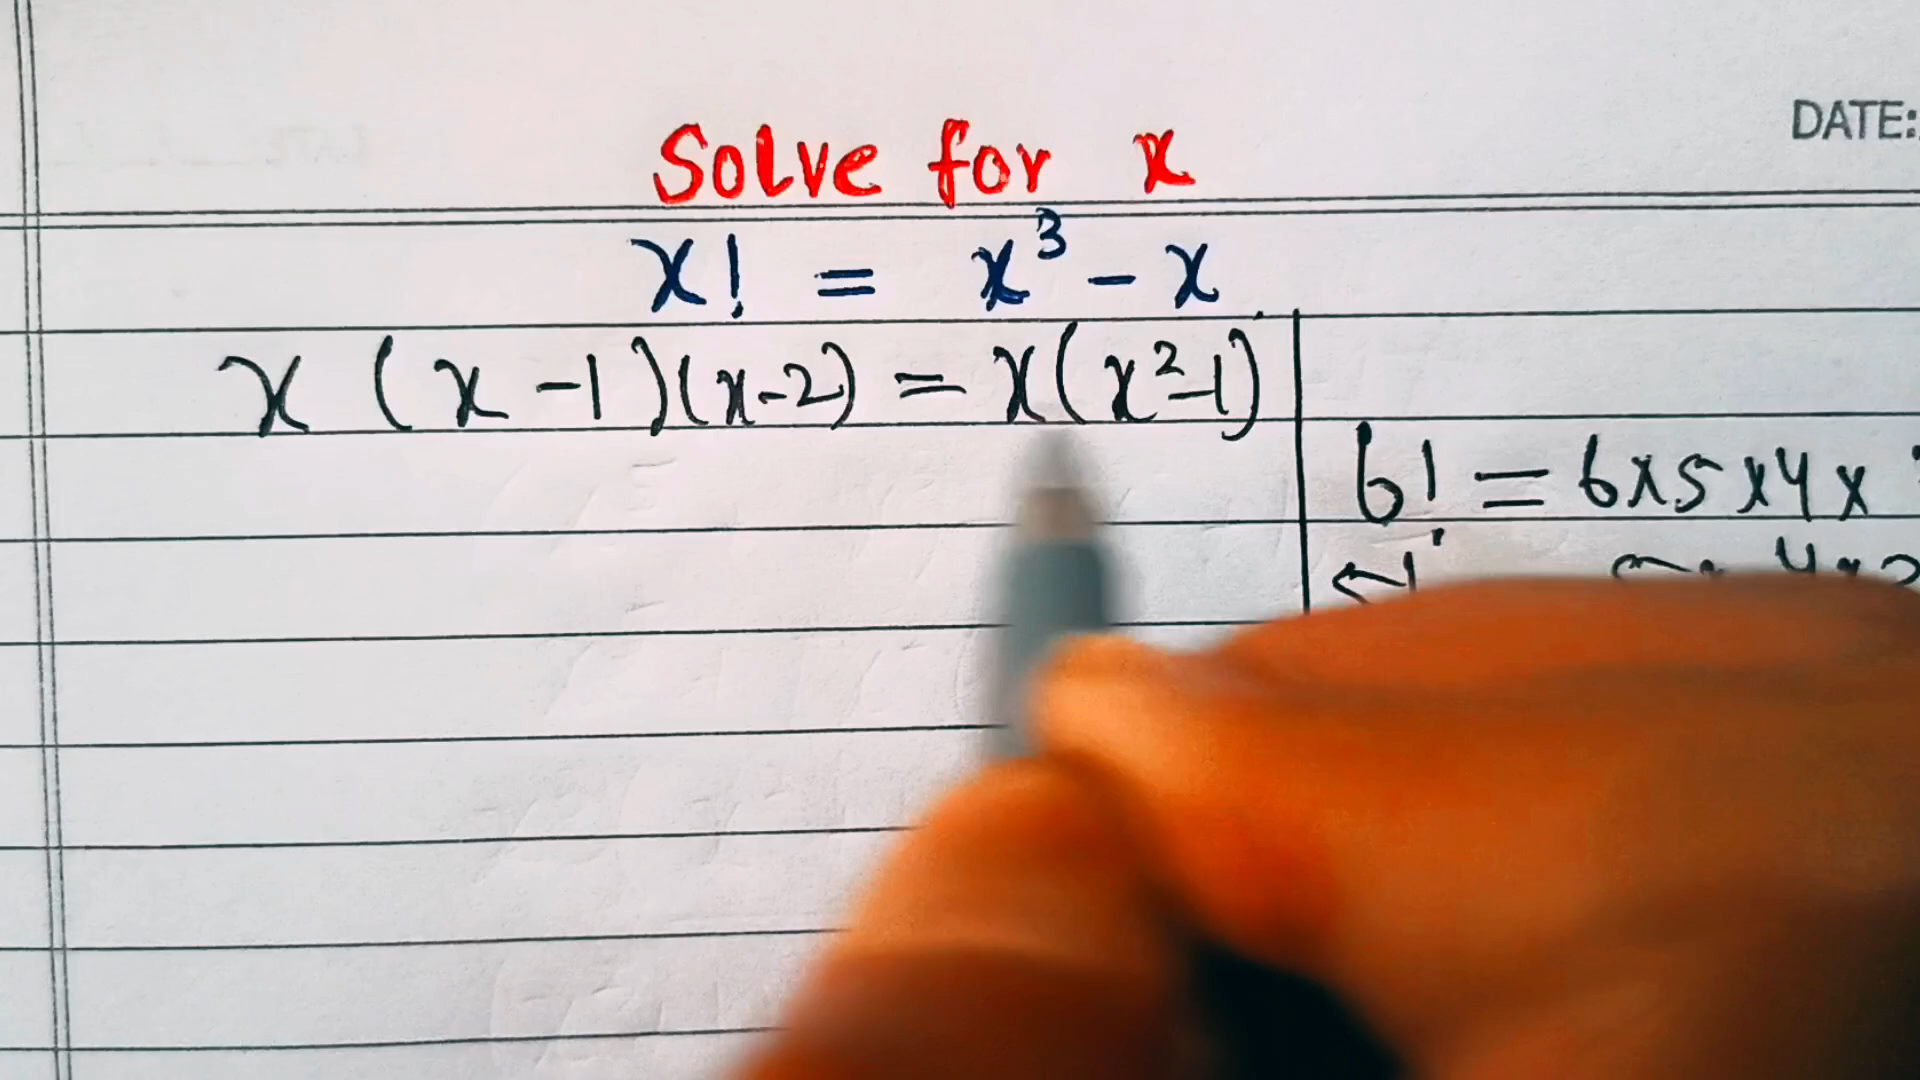 DATE:
Solve for x
x! = x³ - x
x (x - 1)(x-2) = x(x²-1)
6! = 6x5x4x